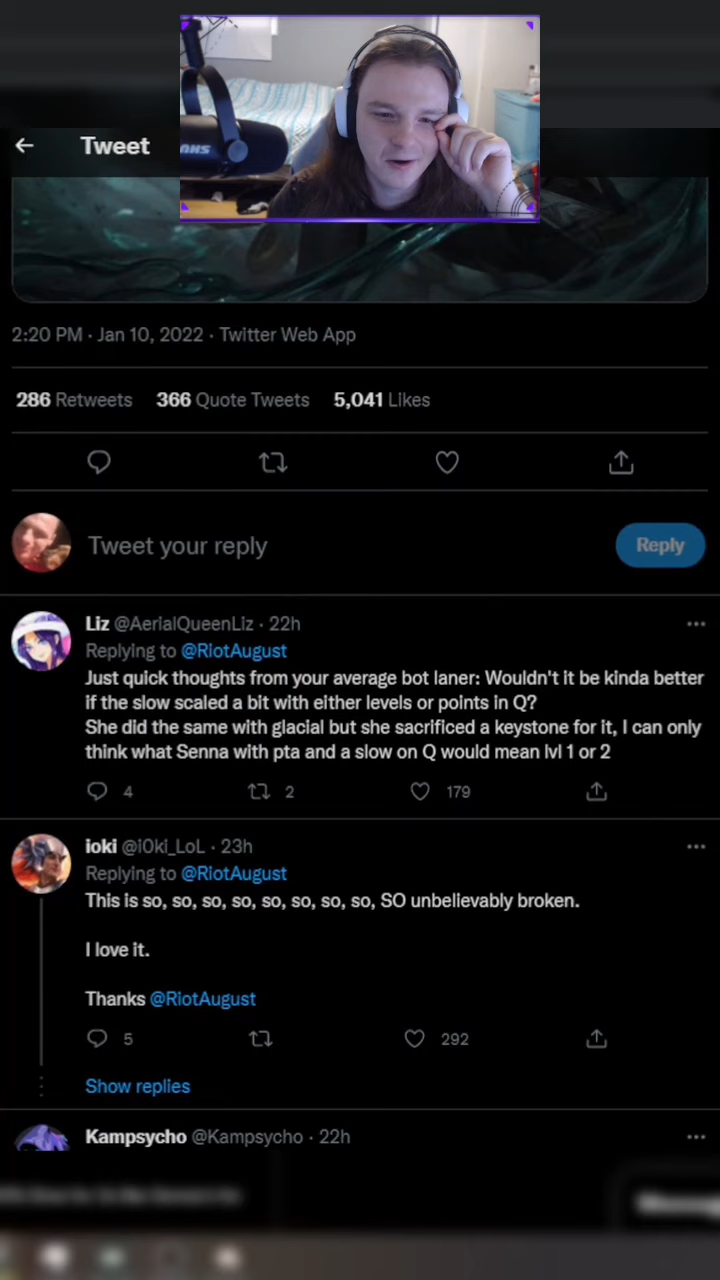 Tweet
2:20 PM · Jan 10, 2022 · Twitter Web App
286 Retweets 366 Quote Tweets 5,041 Likes
Tweet your reply
Reply
Liz @AerialQueenLiz · 22h
Replying to @RiotAugust
Just quick thoughts from your average bot laner: Wouldn't it be kinda better
if the slow scaled a bit with either levels or points in Q?
She did the same with glacial but she sacrificed a keystone for it, I can only
think what Senna with pta and a slow on Q would mean lvl 1 or 2
4 2 179
ioki @i0ki_LoL · 23h
Replying to @RiotAugust
This is so, so, so, so, so, so, so, so, SO unbelievably broken.
I love it.
Thanks @RiotAugust
5 292
Show replies
Kampsycho @Kampsycho · 22h